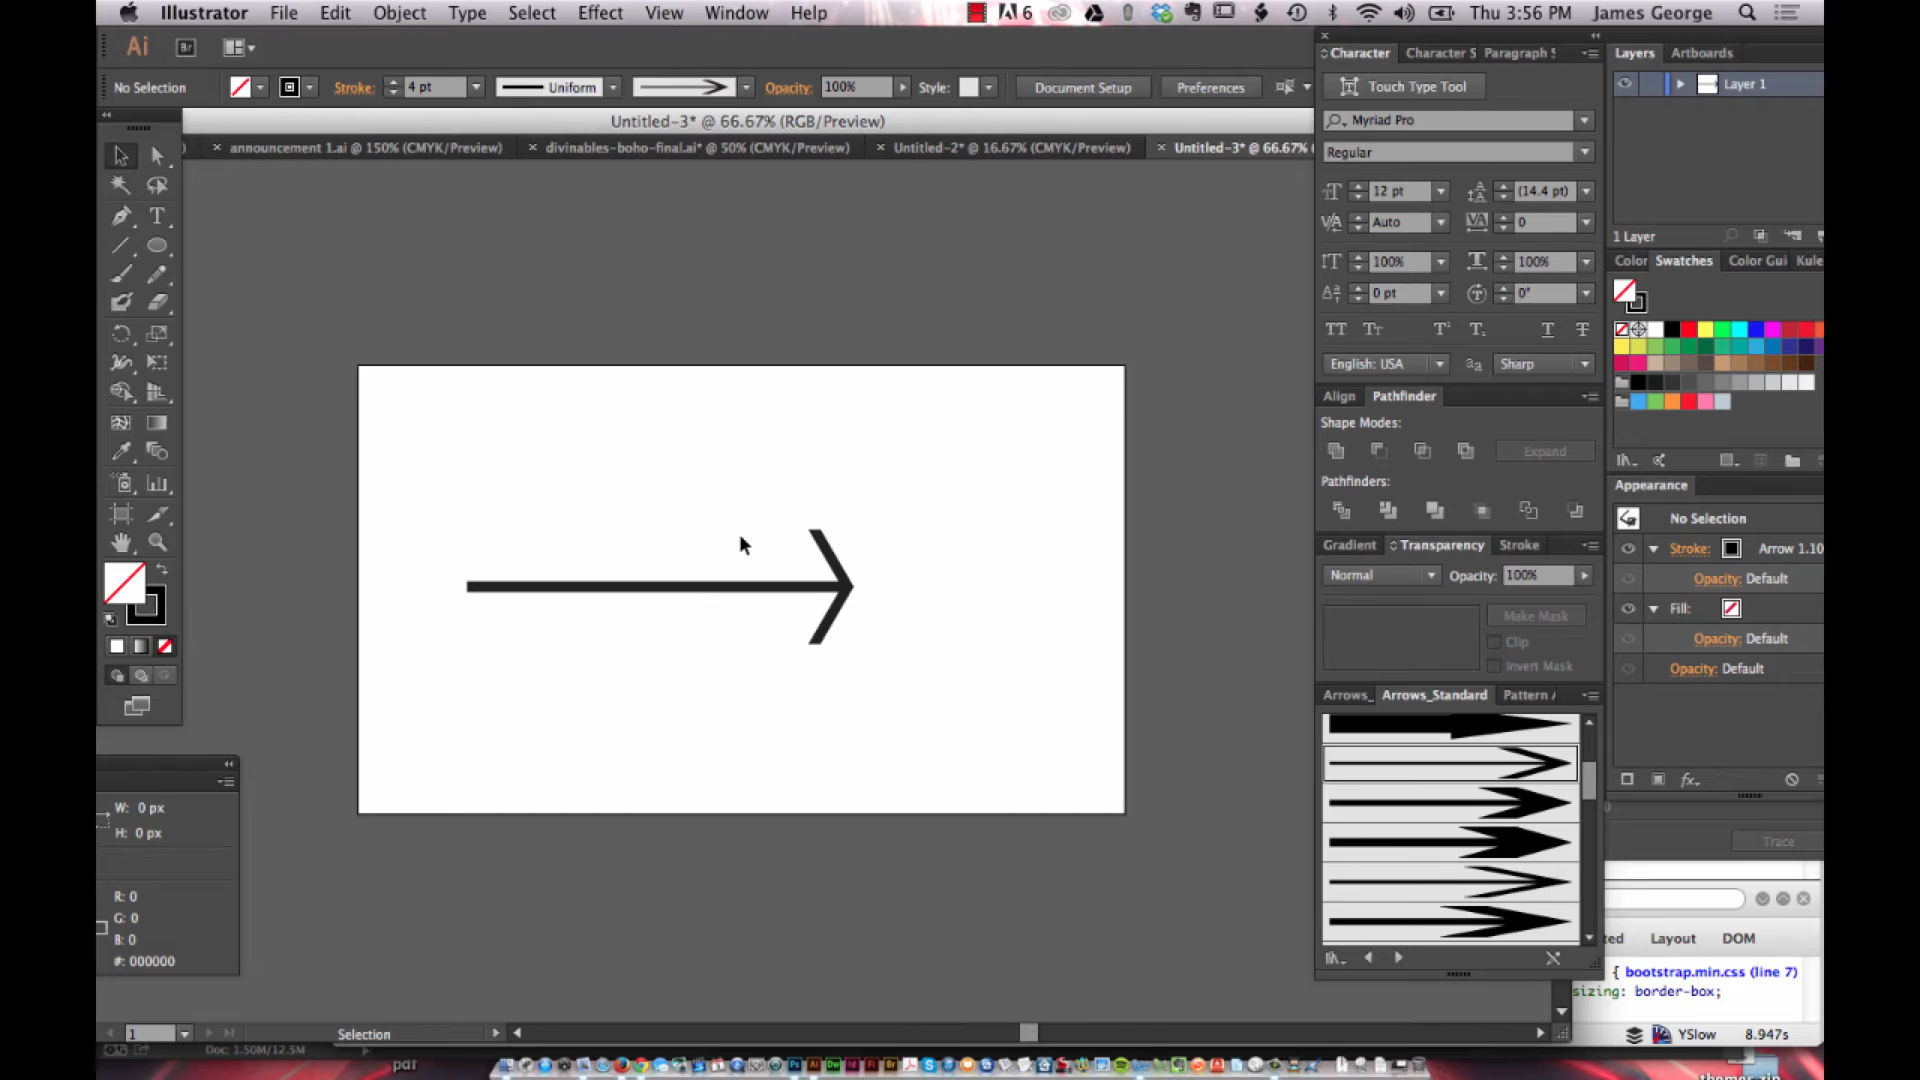 Illustrator File Edit Object Type Select Effect View Window Help 6 Thu 3:56 PM James George
Ai Br
No Selection Stroke: 4 pt Uniform Opacity: 100% Style: Document Setup Preferences
Untitled-3* @ 66.67% (RGB/Preview)
announcement 1.ai @ 150% (CMYK/Preview) divinables-boho-final.ai* @ 50% (CMYK/Preview) Untitled-2* @ 16.67% (CMYK/Preview) Untitled-3* @ 66.67%
Character Character S Paragraph
Touch Type Tool
Myriad Pro
Regular
12 pt (14.4 pt)
Auto 0
100% 100%
0 pt 0°
English: USA Sharp
Align Pathfinder
Shape Modes:
Expand
Pathfinders:
Gradient Transparency Stroke
Normal Opacity: 100%
Make Mask
Clip
Invert Mask
Arrows_ Arrows_Standard Pattern
Layers Artboards
Layer 1
1 Layer
Color Swatches Color Gui Kule
Appearance
No Selection
Stroke: Arrow 1.10
Opacity: Default
Fill:
Opacity: Default
Opacity: Default
Trace
Layout DOM
{ bootstrap.min.css (line 7)
sizing: border-box;
YSlow 8.947s
W: 0 px
H: 0 px
R: 0
G: 0
B: 0
#: 000000
1 Selection
Doc: 1.50M/12.5M
pdf
themes.zip